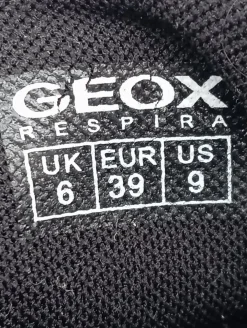 GEOX
RESPIRA
UK EUR US
6 39 9